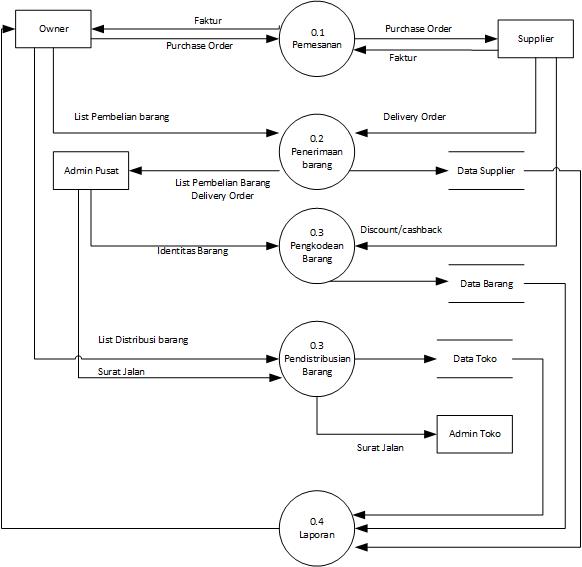 Faktur
Owner
Purchase Order
0.1
Pemesanan
Purchase Order
Faktur
Supplier
List Pembelian barang
0.2
Penerimaan
barang
Delivery Order
Admin Pusat
List Pembelian Barang
Delivery Order
Data Supplier
0.3
Pengkodean
Barang
Discount/cashback
Identitas Barang
Data Barang
List Distribusi barang
0.3
Pendistribusian
Barang
Data Toko
Surat Jalan
Admin Toko
Surat Jalan
0.4
Laporan